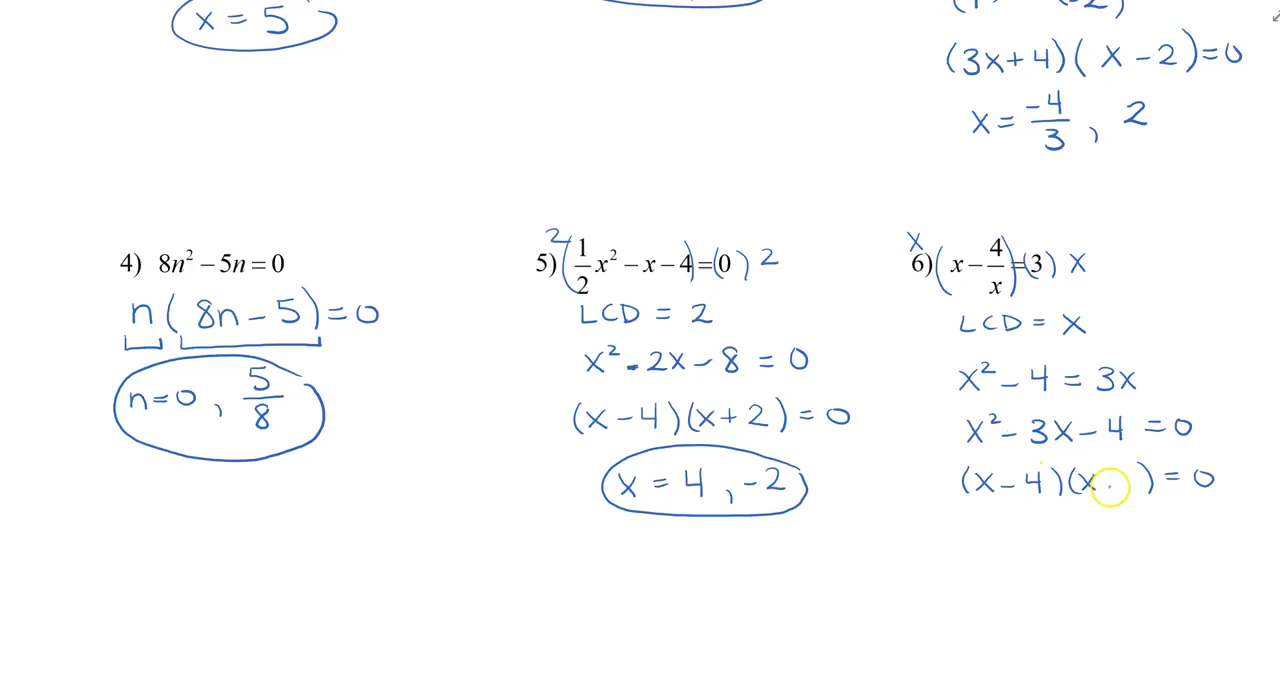 x = 5
(3x+4)(x-2)=0
x = -4/3, 2
4) 8n² − 5n = 0
n(8n − 5) = 0
n=0, 5/8
2 5) (1/2 x² − x − 4) = (0) 2
LCD = 2
x² - 2x - 8 = 0
(x − 4)(x + 2) = 0
x = 4, -2
x 6) (x − 4/x) = (3) x
LCD = x
x² − 4 = 3x
x² − 3x − 4 = 0
(x − 4)(x ) = 0